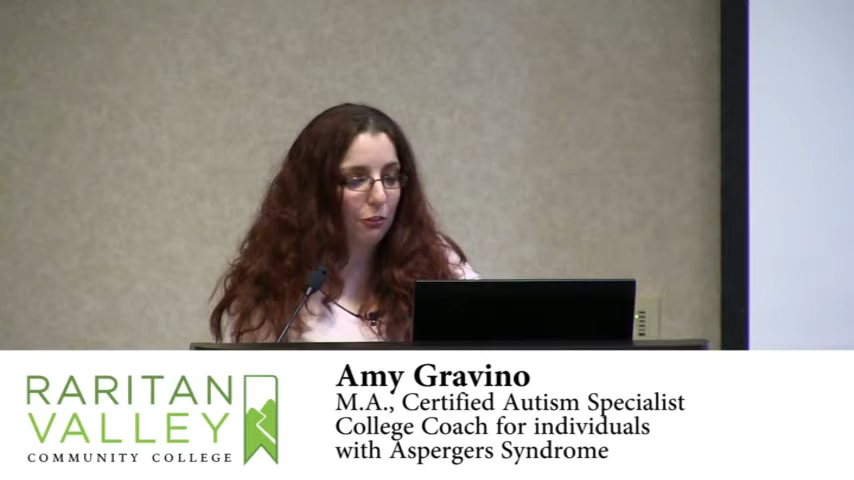 RARITAN
VALLEY
COMMUNITY COLLEGE
Amy Gravino
M.A., Certified Autism Specialist
College Coach for individuals
with Aspergers Syndrome